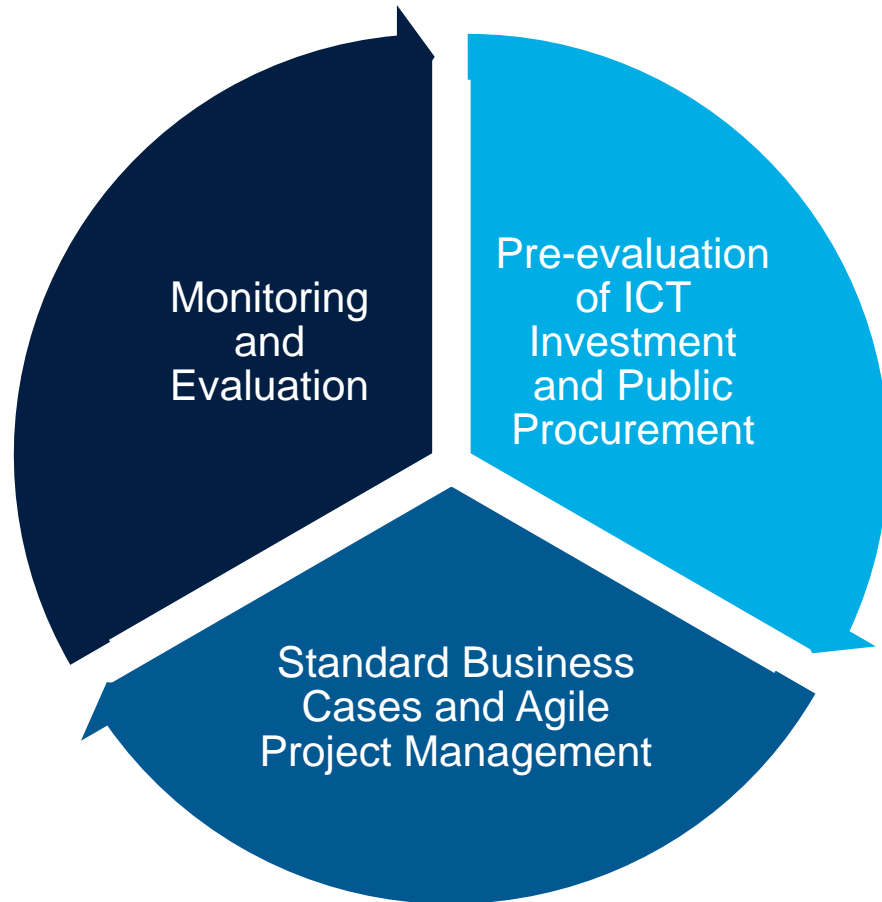 Monitoring
and
Evaluation
Pre-evaluation
of ICT
Investment
and Public
Procurement
Standard Business
Cases and Agile
Project Management